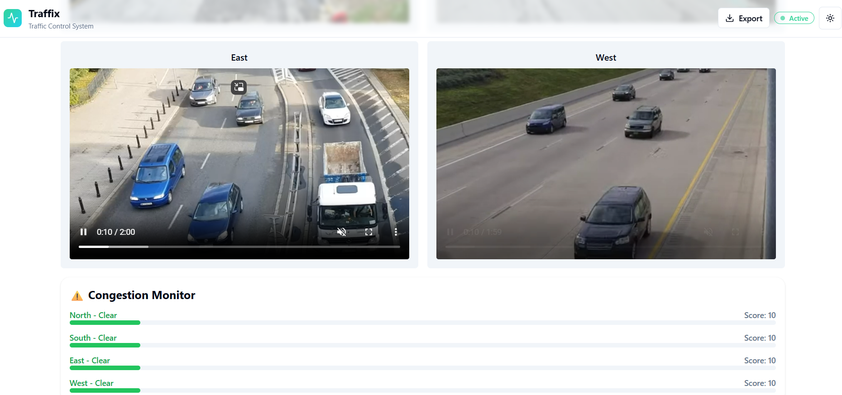 Traffix
Traffic Control System
Export
Active
East
West
0:10 / 2:00
Congestion Monitor
North - Clear
Score: 10
South - Clear
Score: 10
East - Clear
Score: 10
West - Clear
Score: 10